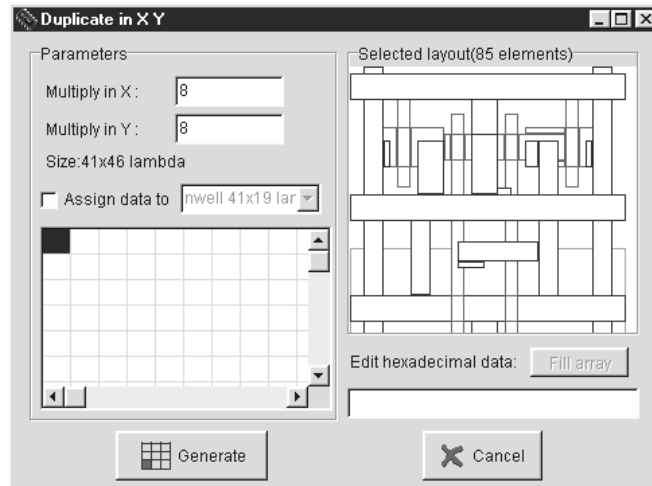 Duplicate in X Y
Parameters
Multiply in X :
8
Multiply in Y :
8
Size:41x46 lambda
Assign data to
nwell 41x19 lar
Selected layout(85 elements)
Edit hexadecimal data:
Fill array
Generate
Cancel